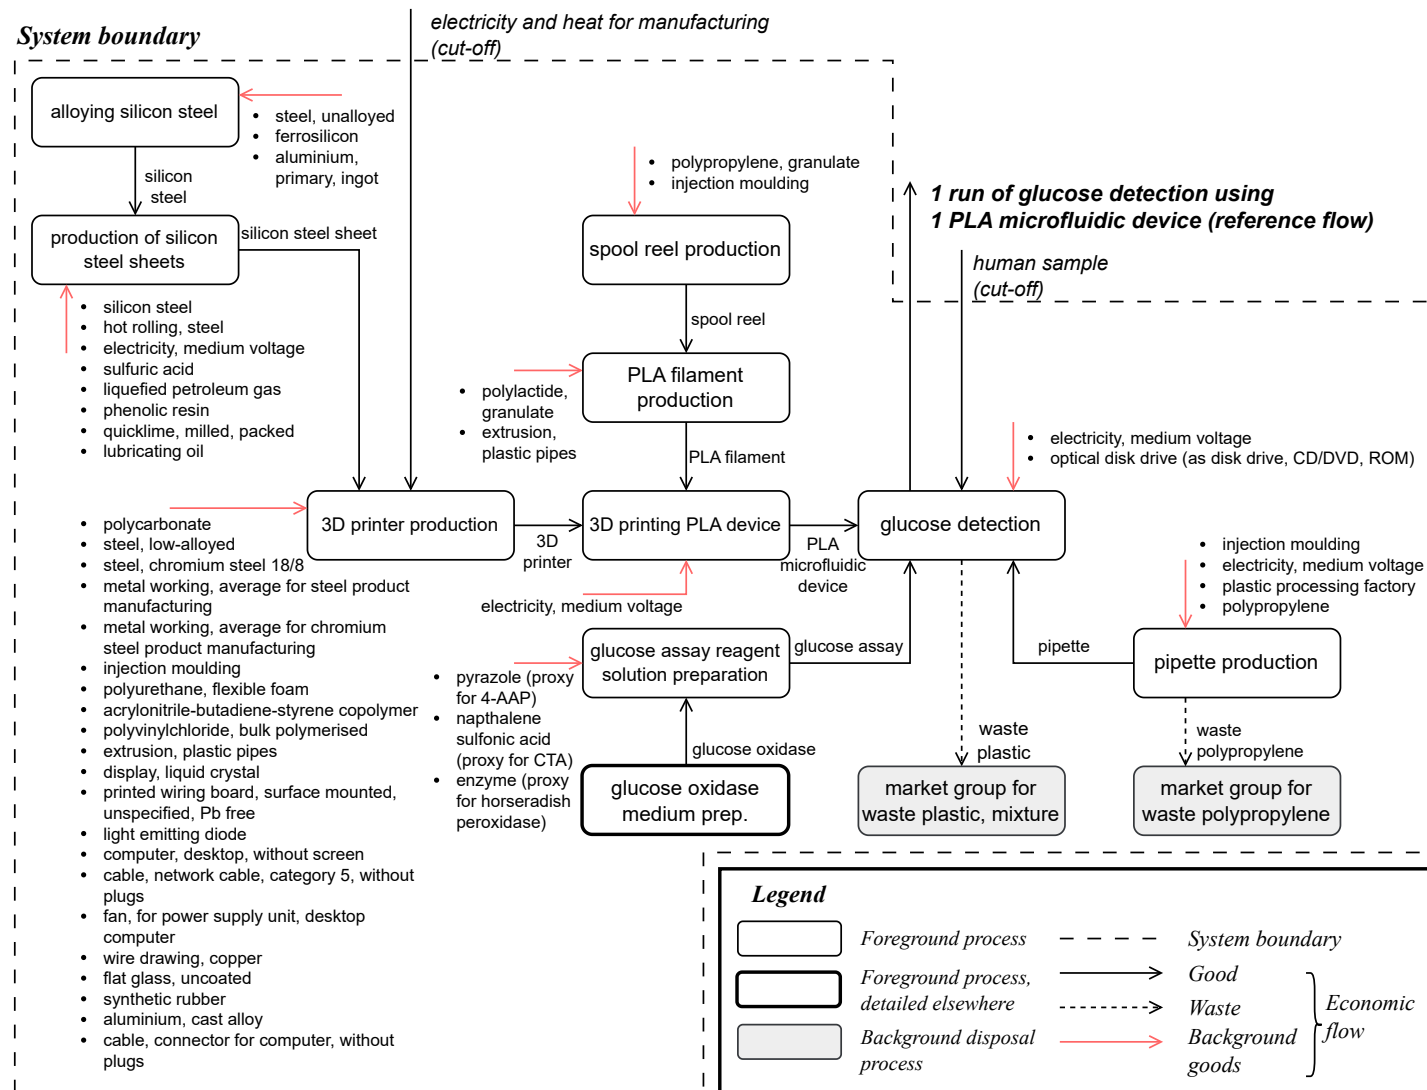 System boundary
electricity and heat for manufacturing
(cut-off)
alloying silicon steel
• steel, unalloyed
• ferrosilicon
• aluminium,
primary, ingot
silicon
steel
production of silicon
steel sheets
silicon steel sheet
• silicon steel
• hot rolling, steel
• electricity, medium voltage
• sulfuric acid
• liquefied petroleum gas
• phenolic resin
• quicklime, milled, packed
• lubricating oil
• polypropylene, granulate
• injection moulding
spool reel production
spool reel
PLA filament
production
• polylactide,
granulate
• extrusion,
plastic pipes
PLA filament
1 run of glucose detection using
1 PLA microfluidic device (reference flow)
human sample
(cut-off)
• electricity, medium voltage
• optical disk drive (as disk drive, CD/DVD, ROM)
3D printer production
3D
printer
3D printing PLA device
PLA
microfluidic
device
glucose detection
electricity, medium voltage
• polycarbonate
• steel, low-alloyed
• steel, chromium steel 18/8
• metal working, average for steel product
manufacturing
• metal working, average for chromium
steel product manufacturing
• injection moulding
• polyurethane, flexible foam
• acrylonitrile-butadiene-styrene copolymer
• polyvinylchloride, bulk polymerised
• extrusion, plastic pipes
• display, liquid crystal
• printed wiring board, surface mounted,
unspecified, Pb free
• light emitting diode
• computer, desktop, without screen
• cable, network cable, category 5, without
plugs
• fan, for power supply unit, desktop
computer
• wire drawing, copper
• flat glass, uncoated
• synthetic rubber
• aluminium, cast alloy
• cable, connector for computer, without
plugs
glucose assay reagent
solution preparation
glucose assay
• pyrazole (proxy
for 4-AAP)
• napthalene
sulfonic acid
(proxy for CTA)
• enzyme (proxy
for horseradish
peroxidase)
glucose oxidase
glucose oxidase
medium prep.
• injection moulding
• electricity, medium voltage
• plastic processing factory
• polypropylene
pipette
pipette production
waste
plastic
waste
polypropylene
market group for
waste plastic, mixture
market group for
waste polypropylene
Legend
Foreground process
Foreground process,
detailed elsewhere
Background disposal
process
System boundary
Good
Waste
Background
goods
Economic
flow